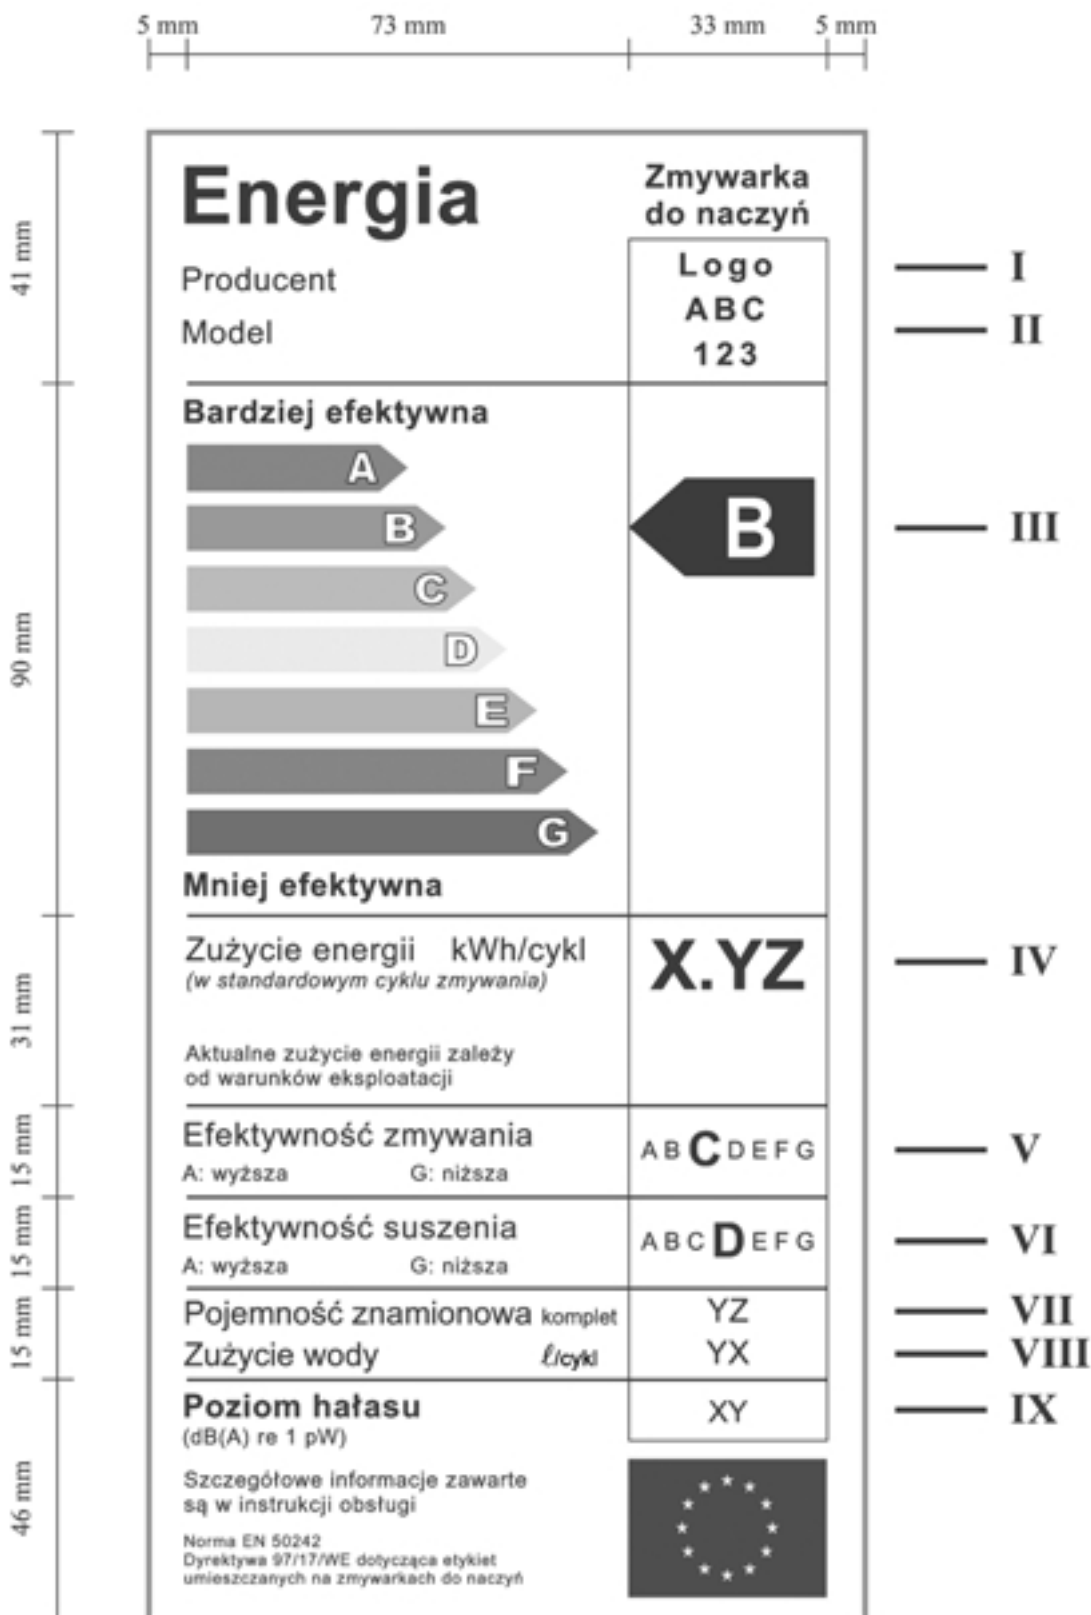 5 mm 73 mm 33 mm 5 mm
41 mm
90 mm
31 mm
15 mm
15 mm
15 mm
46 mm
Energia
Zmywarka
do naczyń
Producent
Model
Logo
ABC
123
I
II
Bardziej efektywna
A
B
C
D
E
F
G
B
III
Mniej efektywna
Zużycie energii kWh/cykl
(w standardowym cyklu zmywania)
X.YZ
IV
Aktualne zużycie energii zależy
od warunków eksploatacji
Efektywność zmywania
A: wyższa G: niższa
A B C D E F G
V
Efektywność suszenia
A: wyższa G: niższa
A B C D E F G
VI
Pojemność znamionowa komplet YZ VII
Zużycie wody ℓ/cykl YX VIII
Poziom hałasu XY IX
(dB(A) re 1 pW)
Szczegółowe informacje zawarte
są w instrukcji obsługi
Norma EN 50242
Dyrektywa 97/17/WE dotycząca etykiet
umieszczanych na zmywarkach do naczyń